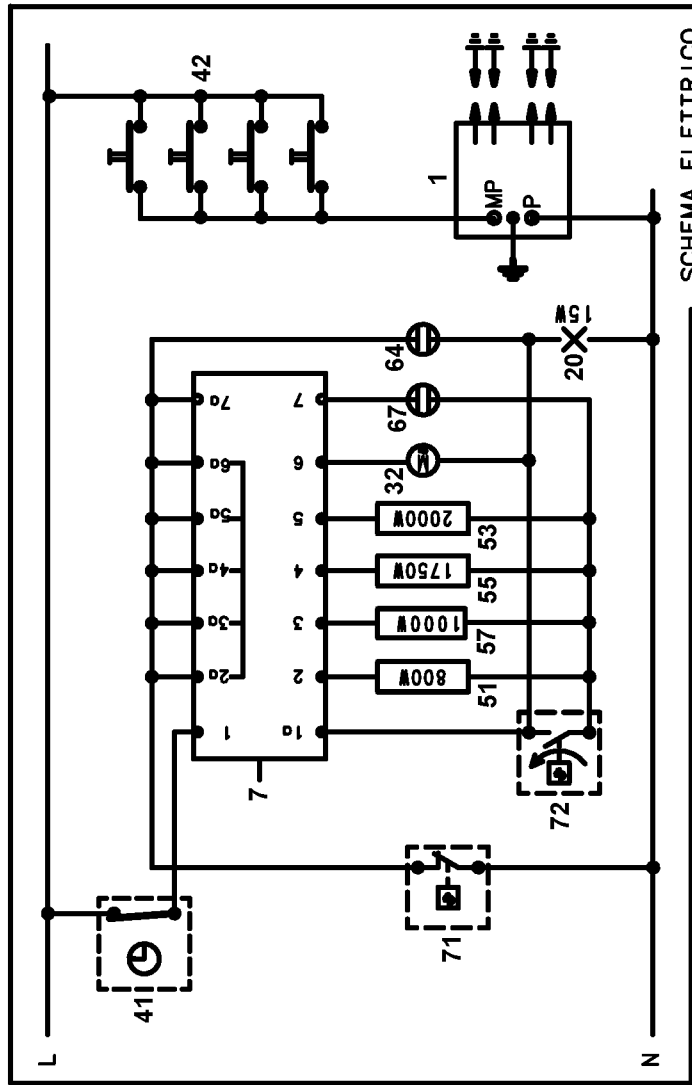 L
41
42
1 2a 3a 4a 5a 6a 7a
7
1a 2 3 4 5 6 7
32 67 64
800W 1000W 1750W 2000W M
1
71
51 57 55 53
MP
P
72
20 15W
N
SCHEMA ELETTRICO